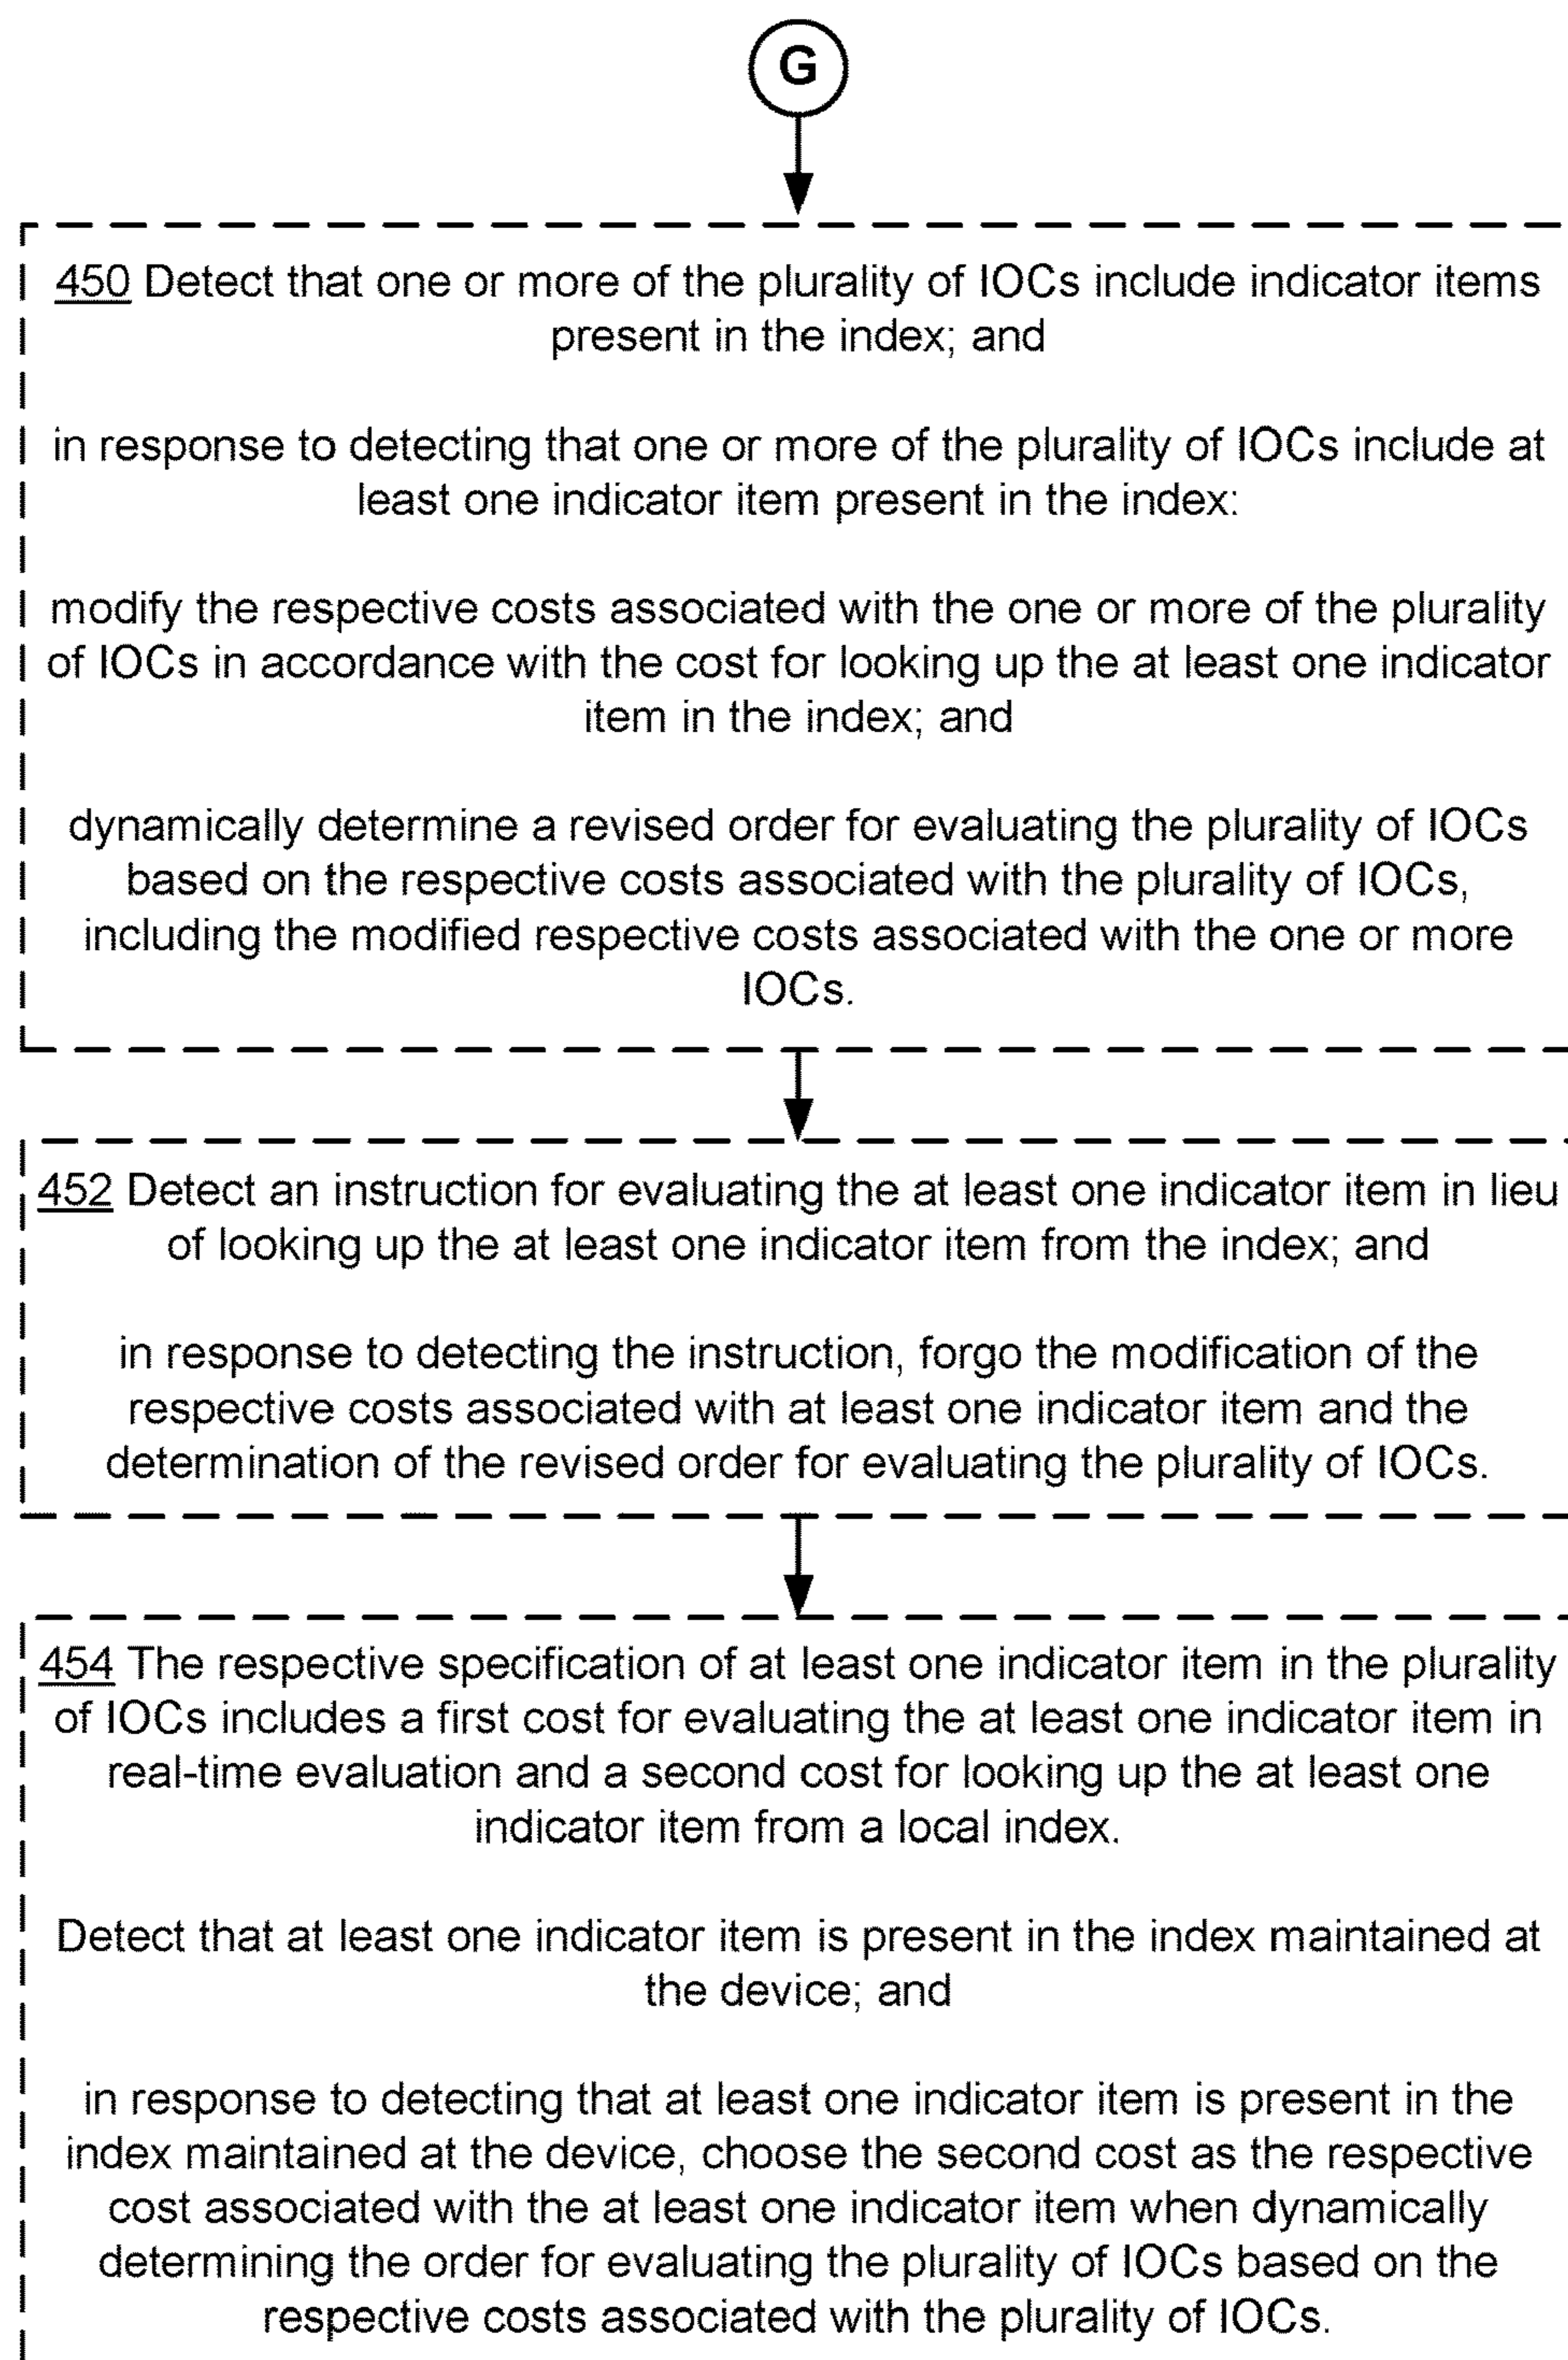 G
450 Detect that one or more of the plurality of IOCs include indicator items
present in the index; and
in response to detecting that one or more of the plurality of IOCs include at
least one indicator item present in the index:
modify the respective costs associated with the one or more of the plurality
of IOCs in accordance with the cost for looking up the at least one indicator
item in the index; and
dynamically determine a revised order for evaluating the plurality of IOCs
based on the respective costs associated with the plurality of IOCs,
including the modified respective costs associated with the one or more
IOCs.
452 Detect an instruction for evaluating the at least one indicator item in lieu
of looking up the at least one indicator item from the index; and
in response to detecting the instruction, forgo the modification of the
respective costs associated with at least one indicator item and the
determination of the revised order for evaluating the plurality of IOCs.
454 The respective specification of at least one indicator item in the plurality
of IOCs includes a first cost for evaluating the at least one indicator item in
real-time evaluation and a second cost for looking up the at least one
indicator item from a local index.
Detect that at least one indicator item is present in the index maintained at
the device; and
in response to detecting that at least one indicator item is present in the
index maintained at the device, choose the second cost as the respective
cost associated with the at least one indicator item when dynamically
determining the order for evaluating the plurality of IOCs based on the
respective costs associated with the plurality of IOCs.